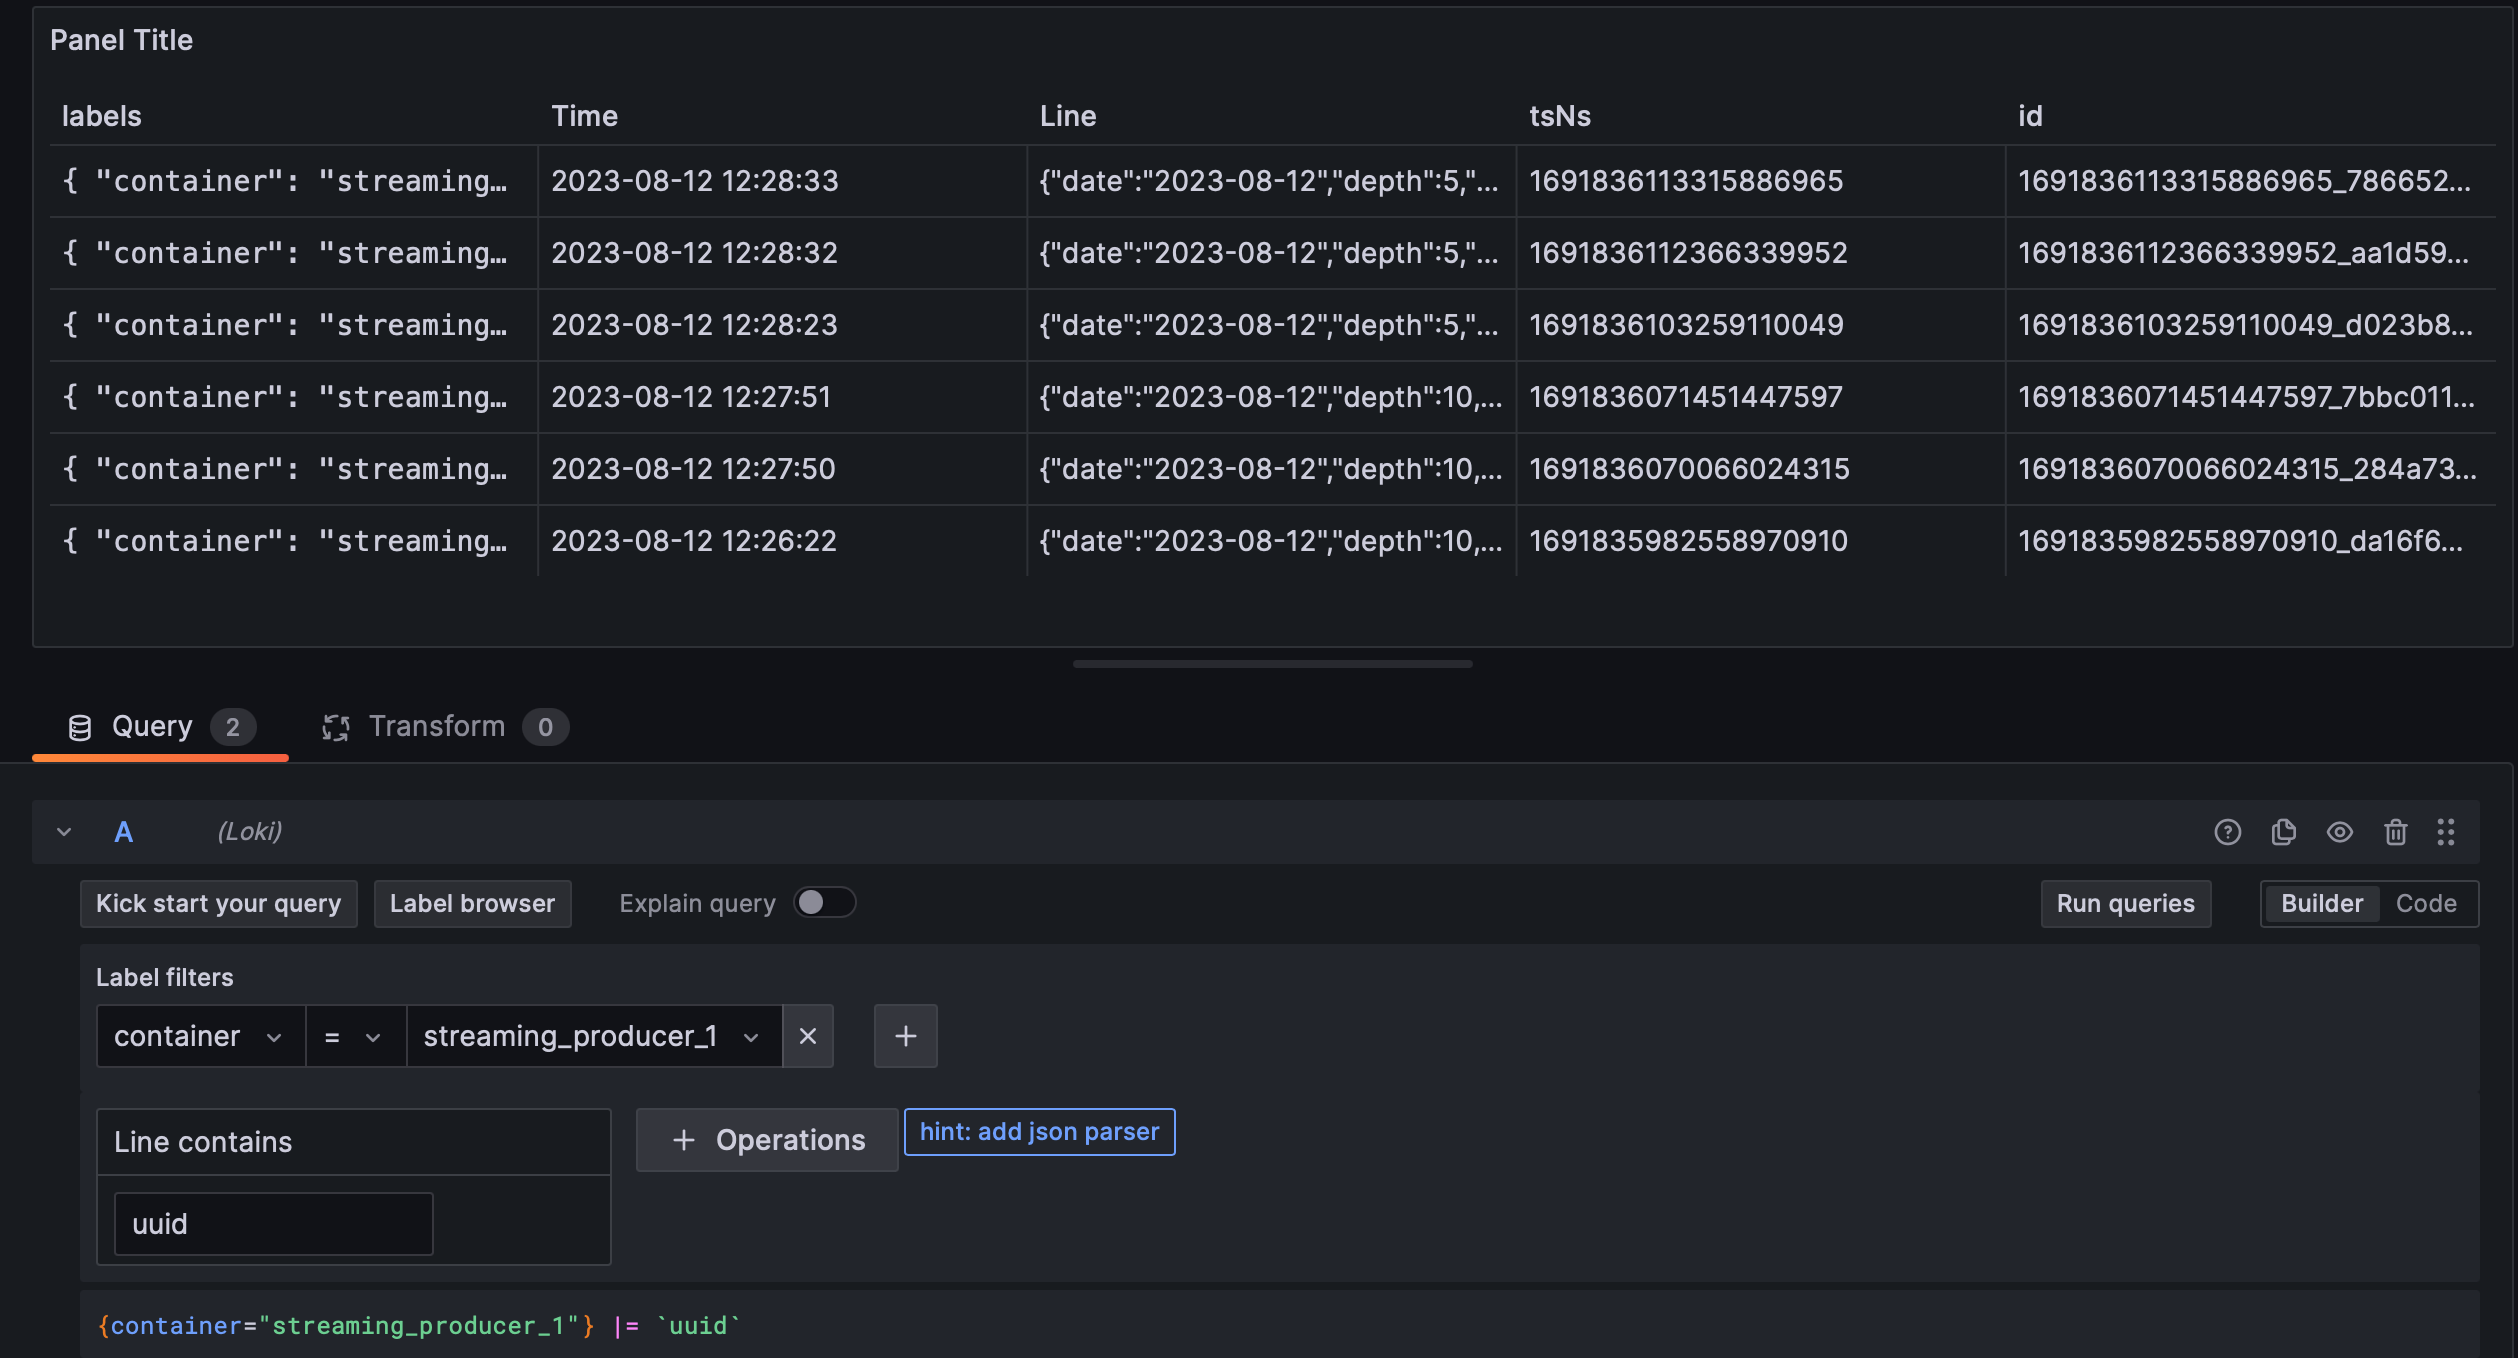 Panel Title
labels Time Line tsNs id
{ "container": "streaming… 2023-08-12 12:28:33 {"date":"2023-08-12","depth":5,"... 1691836113315886965 1691836113315886965_786652...
{ "container": "streaming… 2023-08-12 12:28:32 {"date":"2023-08-12","depth":5,"... 1691836112366339952 1691836112366339952_aa1d59...
{ "container": "streaming… 2023-08-12 12:28:23 {"date":"2023-08-12","depth":5,"... 1691836103259110049 1691836103259110049_d023b8...
{ "container": "streaming… 2023-08-12 12:27:51 {"date":"2023-08-12","depth":10,... 1691836071451447597 1691836071451447597_7bbc011...
{ "container": "streaming… 2023-08-12 12:27:50 {"date":"2023-08-12","depth":10,... 1691836070066024315 1691836070066024315_284a73...
{ "container": "streaming… 2023-08-12 12:26:22 {"date":"2023-08-12","depth":10,... 1691835982558970910 1691835982558970910_da16f6...
Query 2 Transform 0
A (Loki)
Kick start your query Label browser Explain query Run queries Builder Code
Label filters
container = streaming_producer_1
Line contains + Operations hint: add json parser
uuid
{container="streaming_producer_1"} |= `uuid`